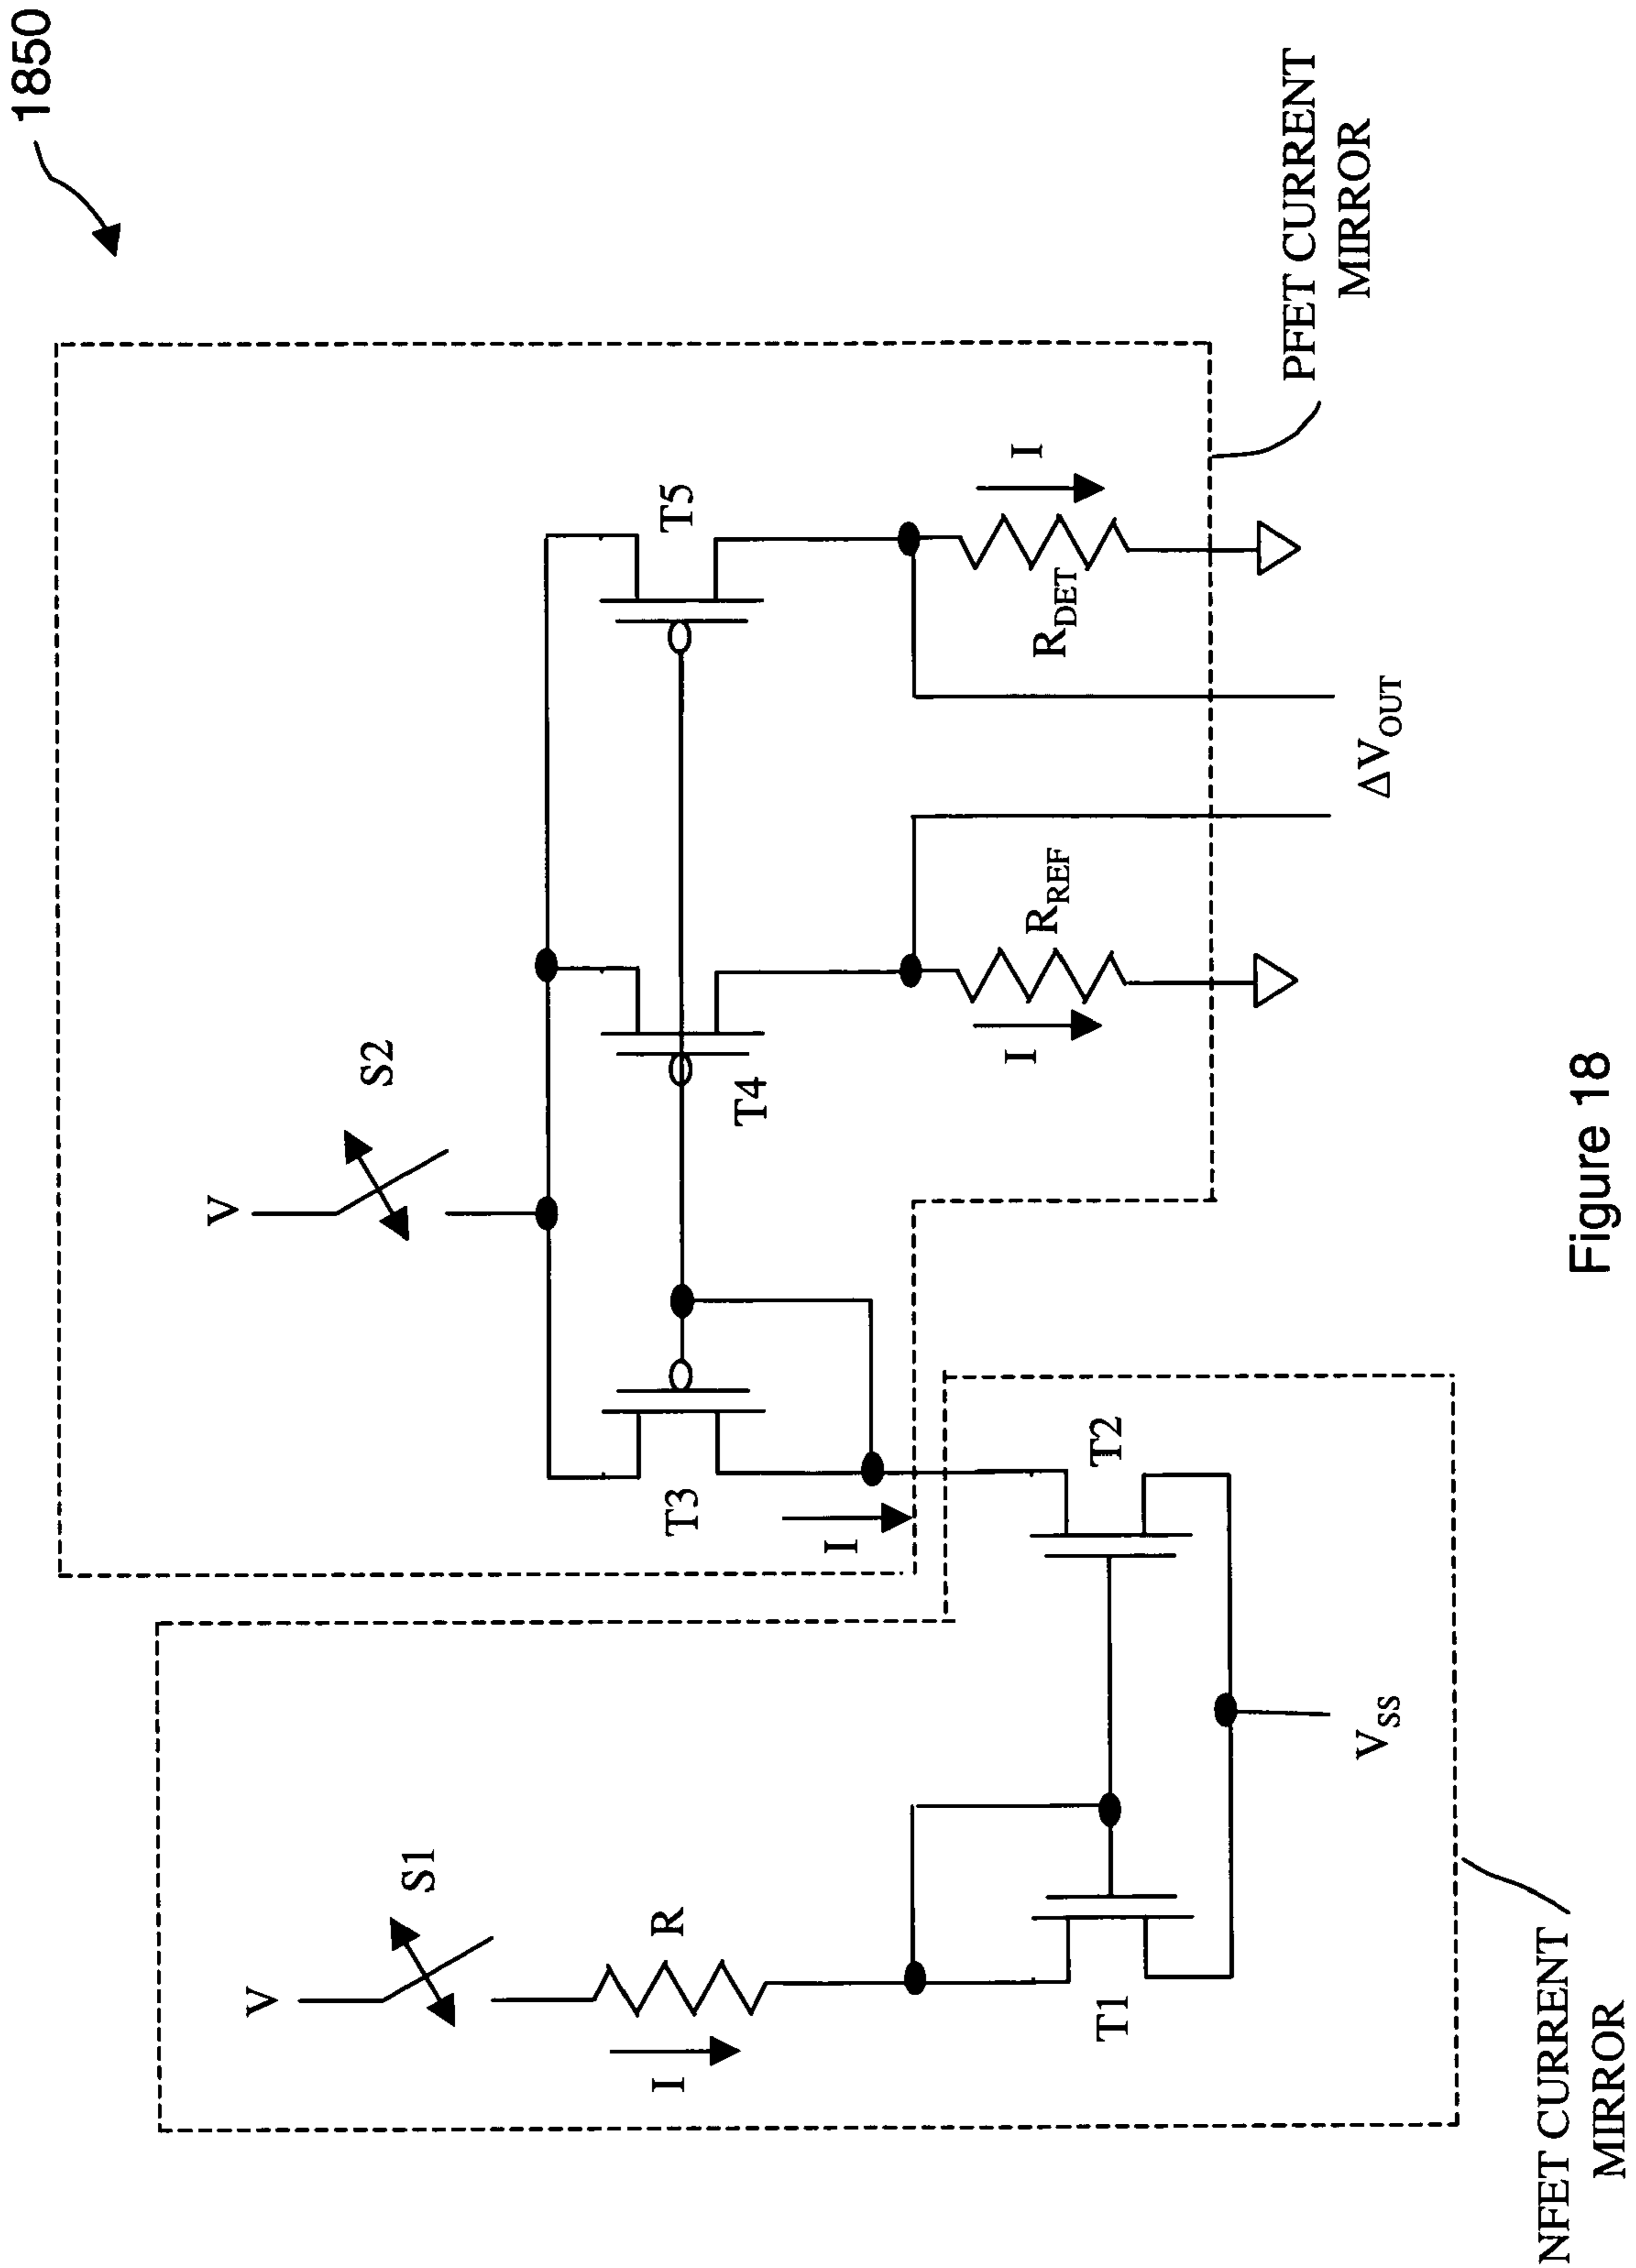 1850
V
S2
V
S1
I
R
T3
T4
T5
I
I
R_REF
R_DET
I
T1
T2
V_SS
ΔV_OUT
PFET CURRENT
MIRROR
NFET CURRENT
MIRROR
Figure 18